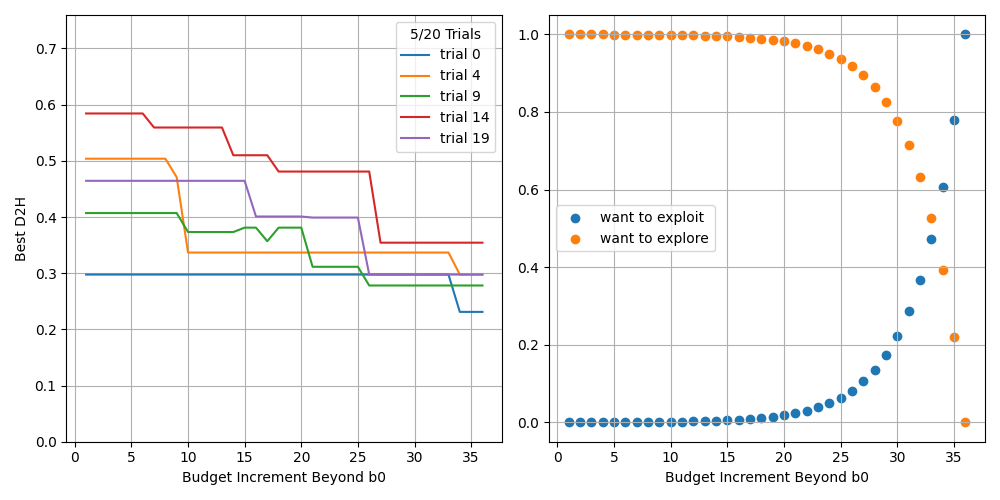 5/20 Trials
trial 0
trial 4
trial 9
trial 14
trial 19
Best D2H
0.7
0.6
0.5
0.4
0.3
0.2
0.1
0.0
0 5 10 15 20 25 30 35
Budget Increment Beyond b0
1.0
0.8
0.6
0.4
0.2
0.0
want to exploit
want to explore
0 5 10 15 20 25 30 35
Budget Increment Beyond b0